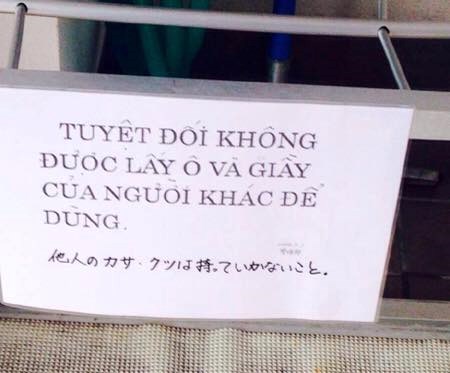 TUYỆT ĐỐI KHÔNG
ĐƯỢC LẤY Ô VÀ GIẦY
CỦA NGƯỜI KHÁC ĐỂ
DÙNG.
他人のカサ・クツは持っていかないこと。